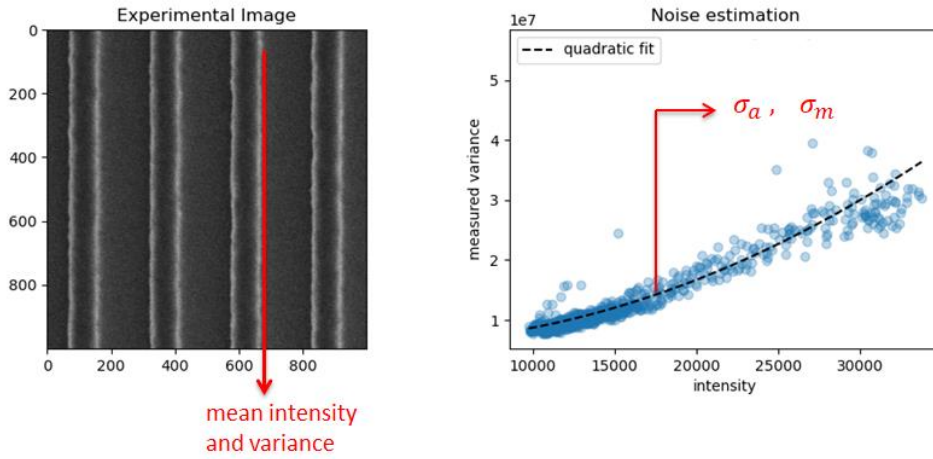 Experimental Image
0
200
400
600
800
0 200 400 600 800
mean intensity
and variance
Noise estimation
1e7
quadratic fit
σₐ , σₘ
measured variance
5
4
3
2
1
10000 15000 20000 25000 30000
intensity